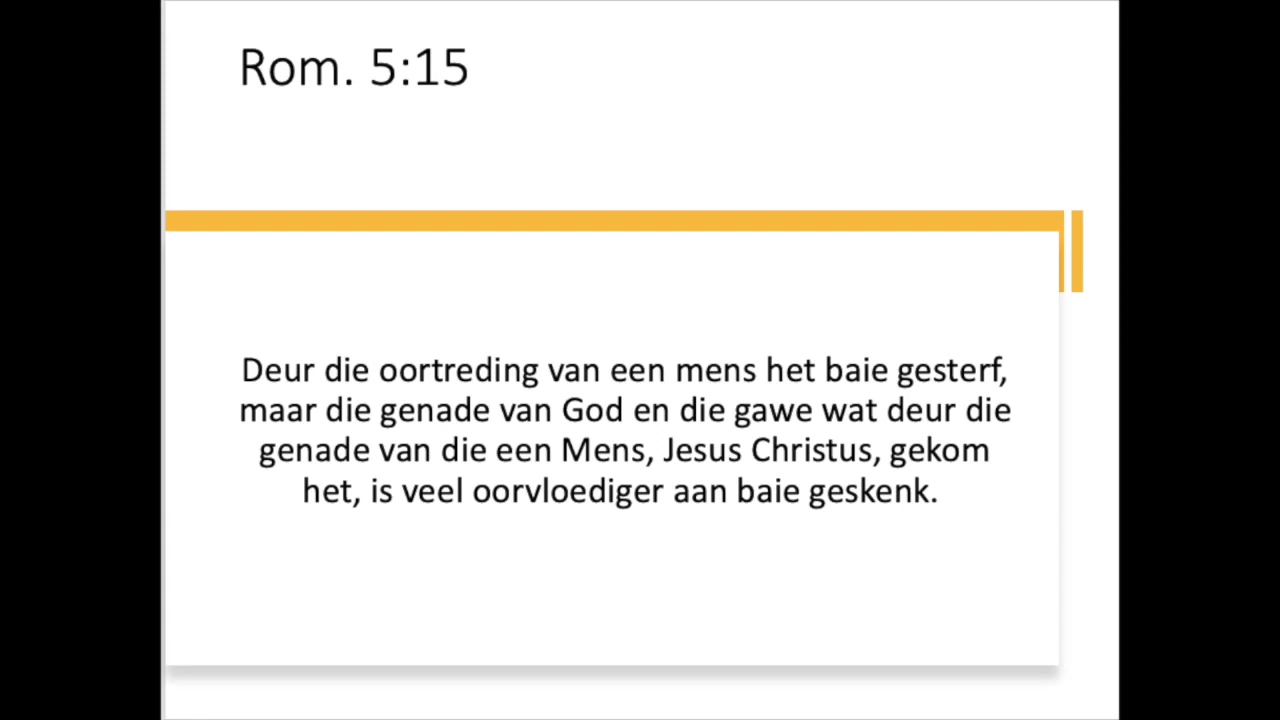 Rom. 5:15
Deur die oortreding van een mens het baie gesterf,
maar die genade van God en die gawe wat deur die
genade van die een Mens, Jesus Christus, gekom
het, is veel oorvloediger aan baie geskenk.